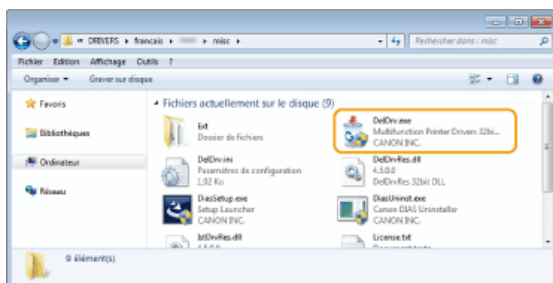 DRIVERS ▸ francais ▸ ▸ misc ▸
Rechercher dans : misc
Fichier Edition Affichage Outils ?
Organiser Graver sur disque
Favoris
Bibliothèques
Ordinateur
Réseau
Fichiers actuellement sur le disque (9)
Ext
Dossier de fichiers
DelDrv.exe
Multifunction Printer Drivers 32bi...
CANON INC.
DelDrv.ini
Paramètres de configuration
1,02 Ko
DelDrvRes.dll
4.5.0.0
DelDrvRes 32bit DLL
DiasSetup.exe
Setup Launcher
CANON INC.
DiasUninst.exe
Canon DIAS Uninstaller
CANON INC.
IstDrvRes.dll
License.txt
9 élément(s)